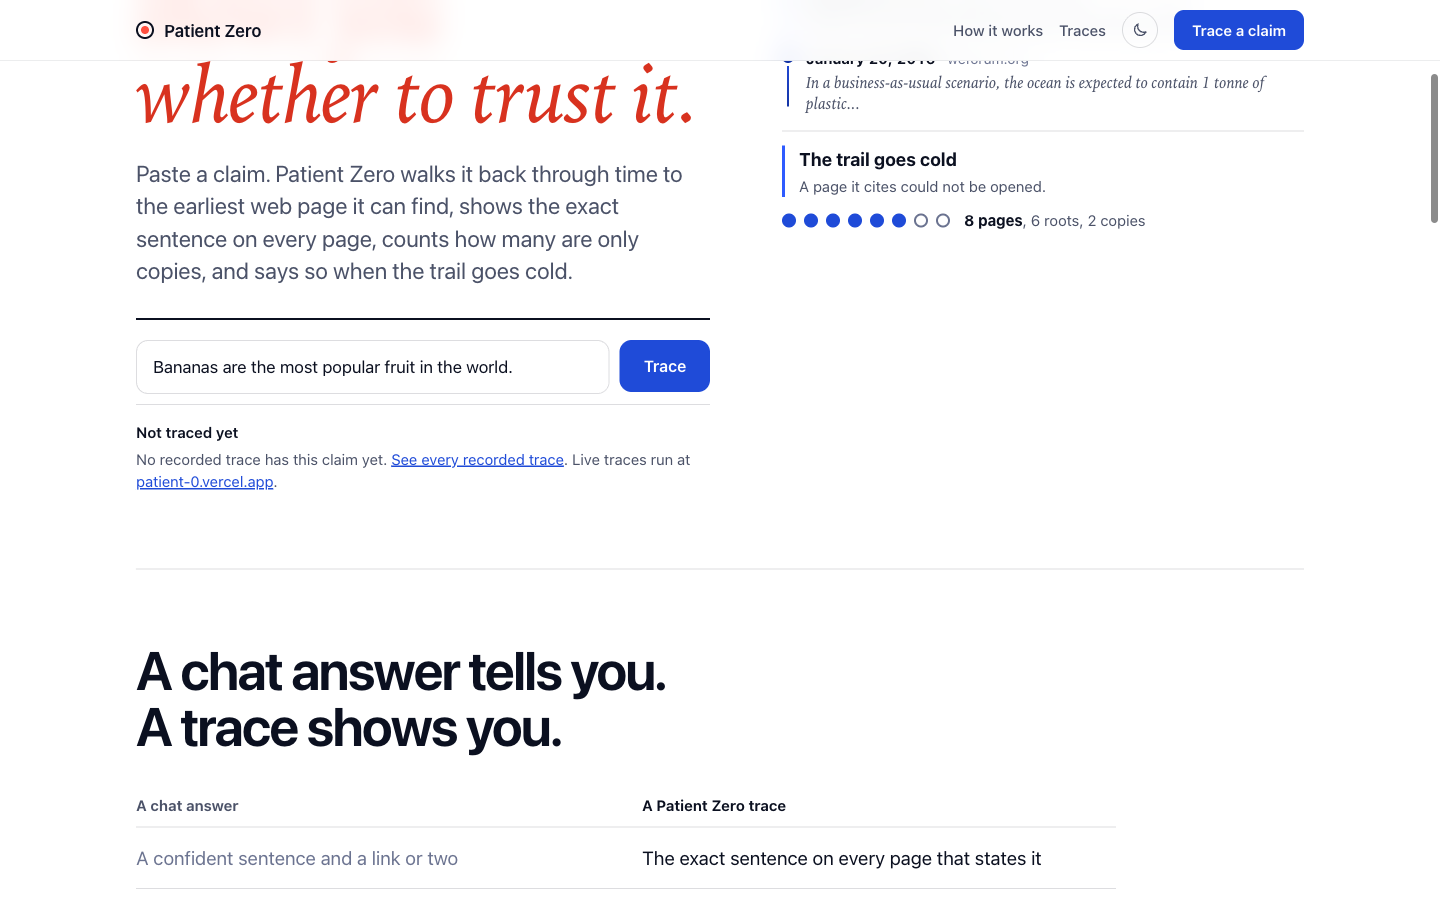 Patient Zero
How it works
Traces
Trace a claim
whether to trust it.
Paste a claim. Patient Zero walks it back through time to
the earliest web page it can find, shows the exact
sentence on every page, counts how many are only
copies, and says so when the trail goes cold.
Bananas are the most popular fruit in the world.
Trace
Not traced yet
No recorded trace has this claim yet. See every recorded trace. Live traces run at
patient-0.vercel.app.
weforum.org
In a business-as-usual scenario, the ocean is expected to contain 1 tonne of
plastic...
The trail goes cold
A page it cites could not be opened.
8 pages, 6 roots, 2 copies
A chat answer tells you.
A trace shows you.
A chat answer
A Patient Zero trace
A confident sentence and a link or two
The exact sentence on every page that states it